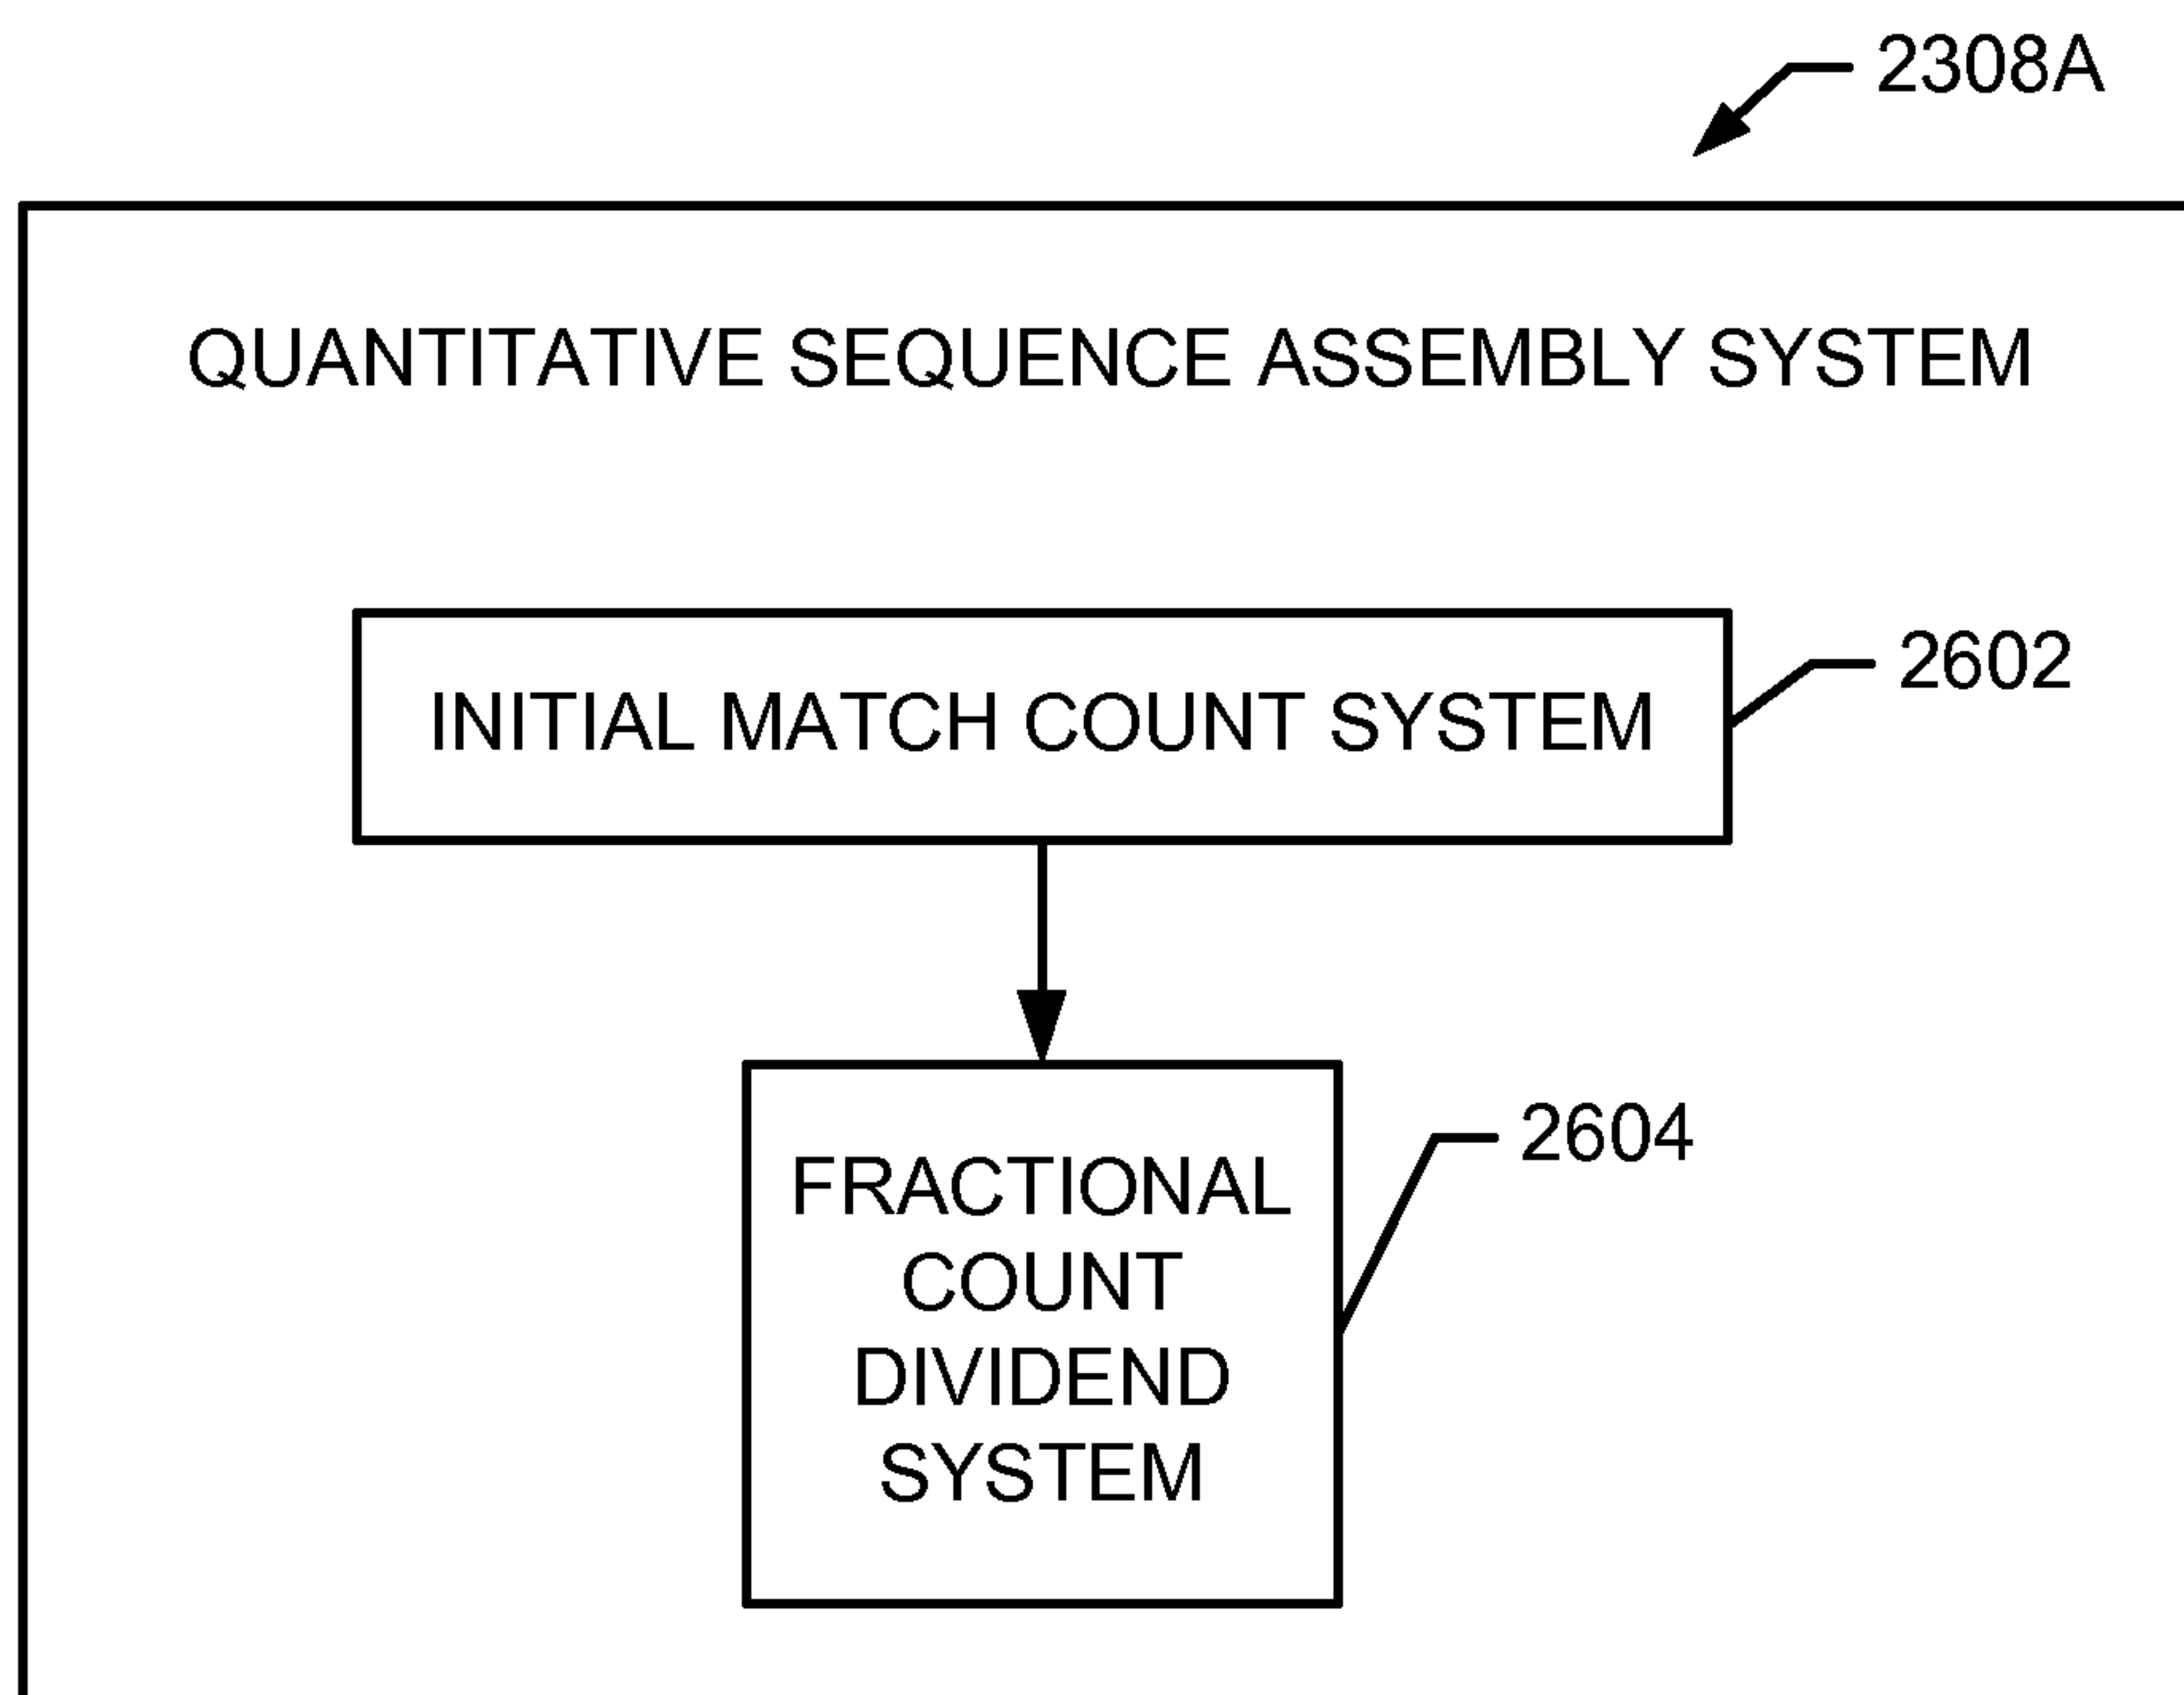 2308A
QUANTITATIVE SEQUENCE ASSEMBLY SYSTEM
2602
INITIAL MATCH COUNT SYSTEM
2604
FRACTIONAL
COUNT
DIVIDEND
SYSTEM